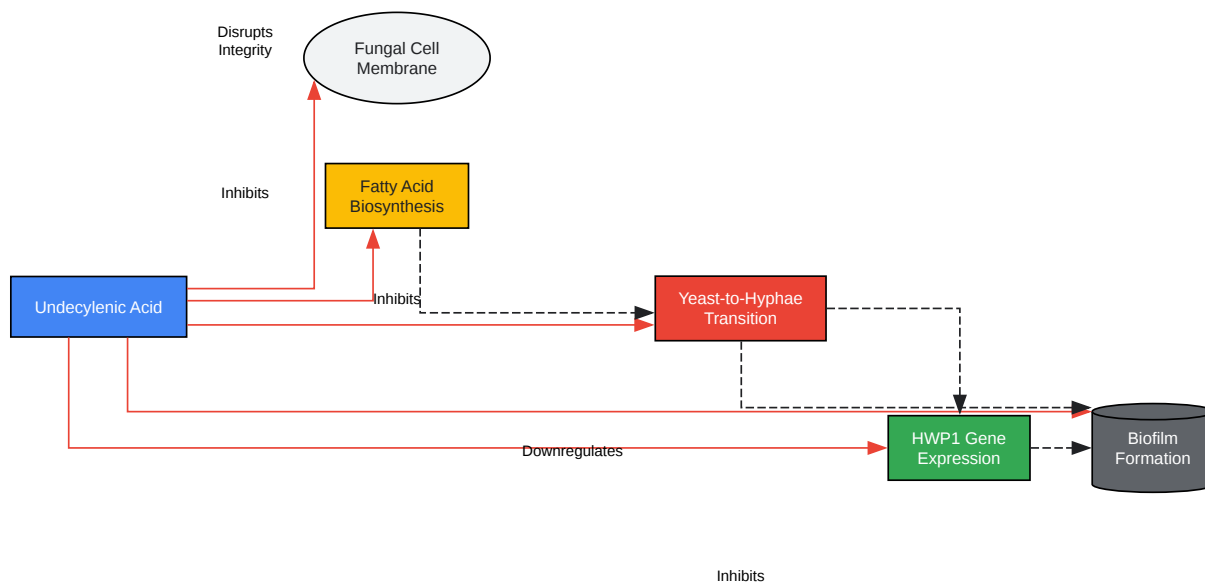 Disrupts
Integrity
Fungal Cell
Membrane
Inhibits
Fatty Acid
Biosynthesis
Undecylenic Acid
Inhibits
Yeast-to-Hyphae
Transition
Downregulates
HWP1 Gene
Expression
Biofilm
Formation
Inhibits